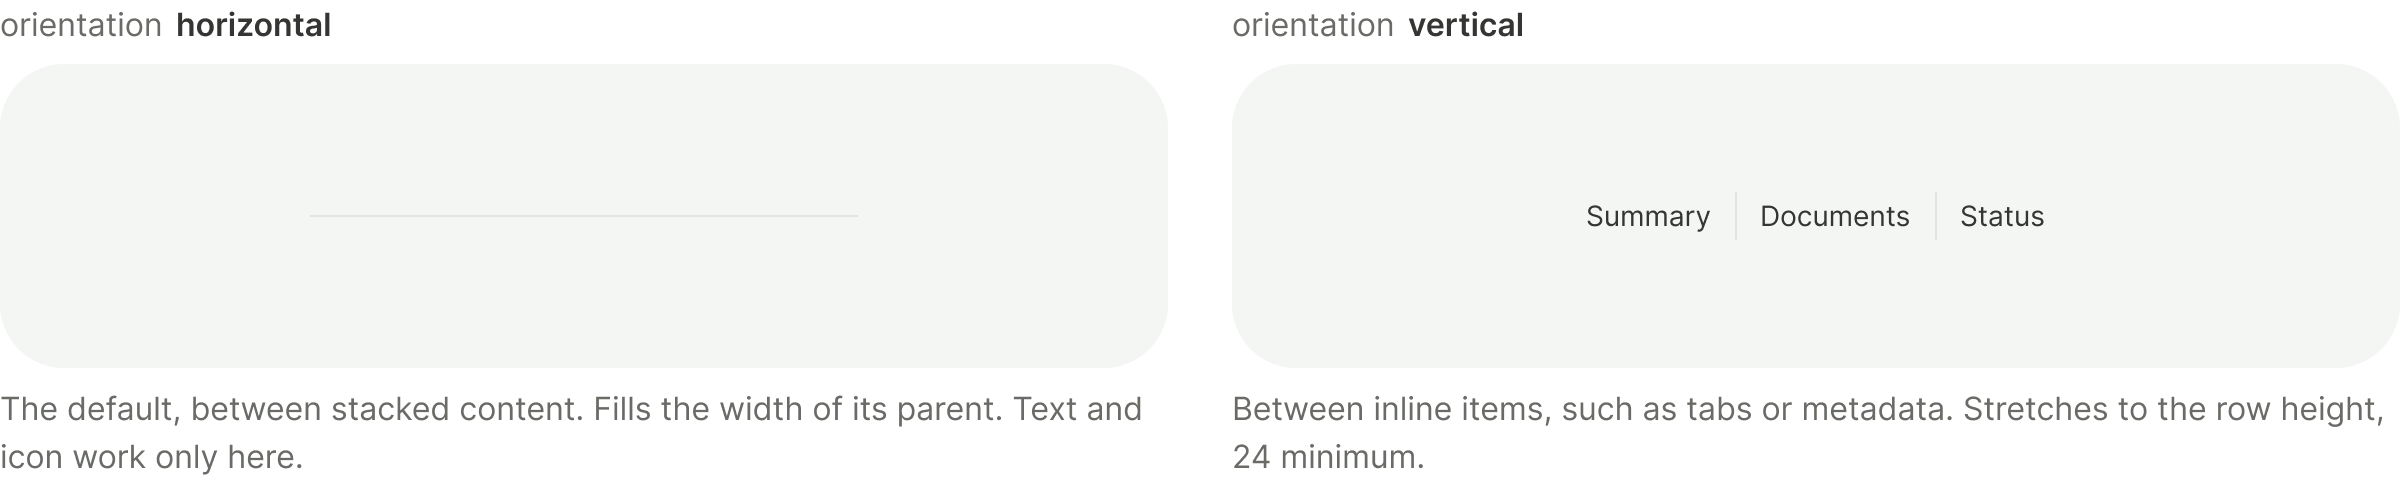 orientation horizontal
The default, between stacked content. Fills the width of its parent. Text and
icon work only here.
orientation vertical
Summary
Documents
Status
Between inline items, such as tabs or metadata. Stretches to the row height,
24 minimum.